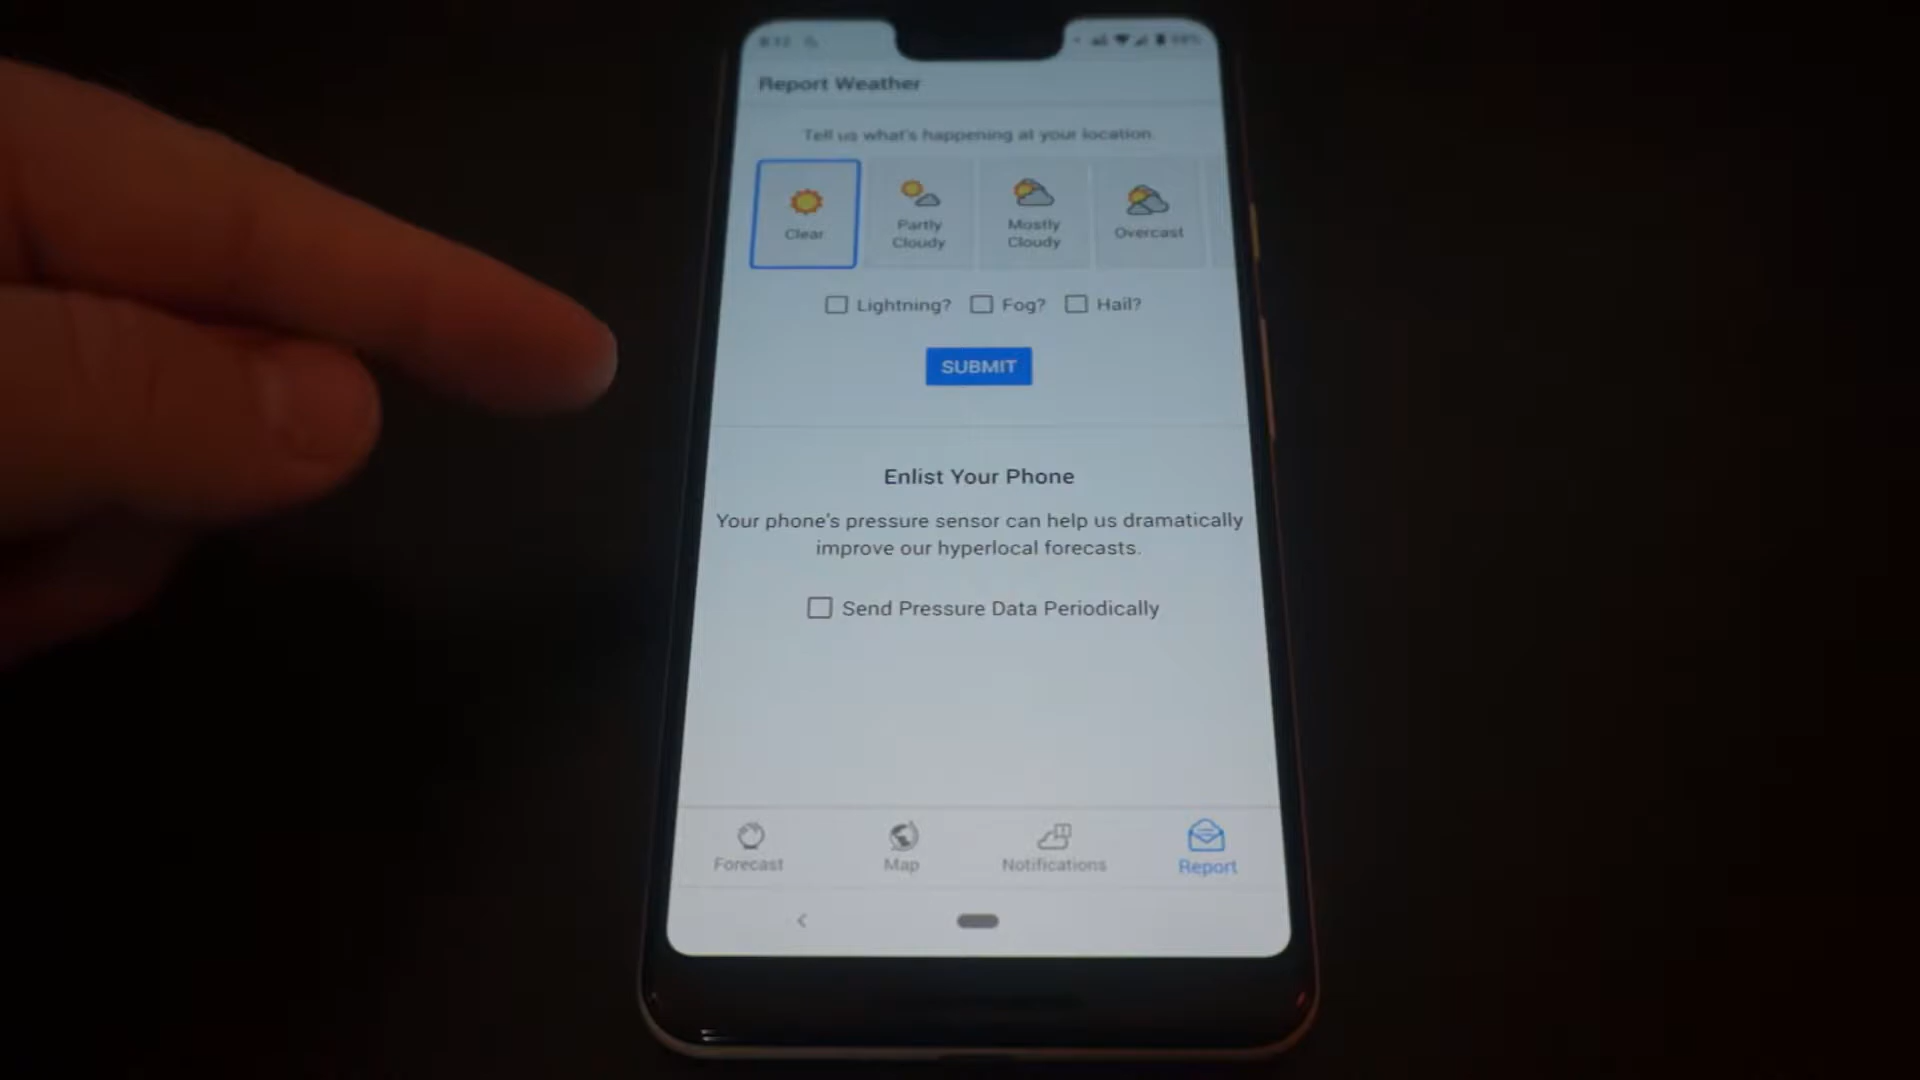 Report Weather
Tell us what's happening at your location.
Clear
Partly
Cloudy
Mostly
Cloudy
Overcast
Lightning? Fog? Hail?
SUBMIT
Enlist Your Phone
Your phone's pressure sensor can help us dramatically
improve our hyperlocal forecasts.
Send Pressure Data Periodically
Forecast Map Notifications Report